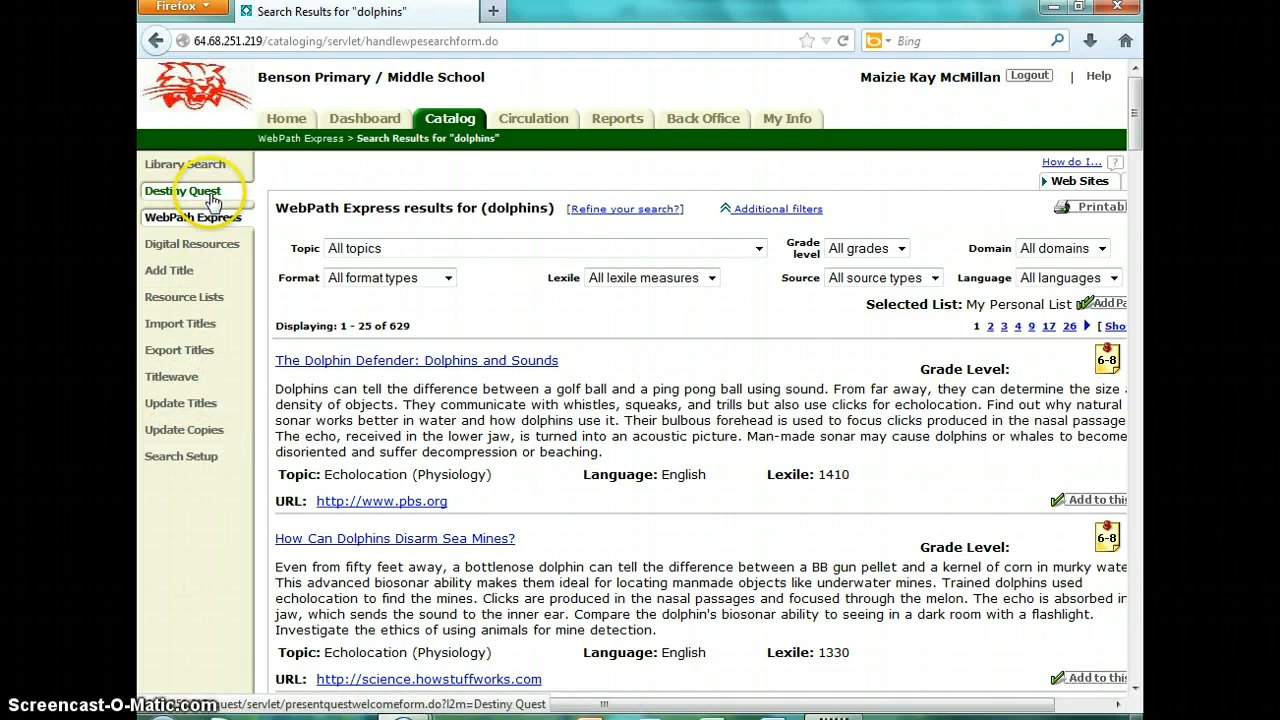 Firefox
Search Results for "dolphins"
64.68.251.219/cataloging/servlet/handlewpesearchform.do
Bing
Benson Primary / Middle School
Maizie Kay McMillan Logout | Help
Home Dashboard Catalog Circulation Reports Back Office My Info
WebPath Express > Search Results for "dolphins"
Library Search
Destiny Quest
WebPath Express
Digital Resources
Add Title
Resource Lists
Import Titles
Export Titles
Titlewave
Update Titles
Update Copies
Search Setup
How do I... ?
Web Sites
WebPath Express results for (dolphins) [Refine your search?] Additional filters Printab
Topic All topics Grade level All grades Domain All domains
Format All format types Lexile All lexile measures Source All source types Language All languages
Selected List: My Personal List Add Pa
Displaying: 1 - 25 of 629 1 2 3 4 9 17 26 [ Sho
The Dolphin Defender: Dolphins and Sounds
Grade Level: 6-8
Dolphins can tell the difference between a golf ball and a ping pong ball using sound. From far away, they can determine the size
density of objects. They communicate with whistles, squeaks, and trills but also use clicks for echolocation. Find out why natural
sonar works better in water and how dolphins use it. Their bulbous forehead is used to focus clicks produced in the nasal passage
The echo, received in the lower jaw, is turned into an acoustic picture. Man-made sonar may cause dolphins or whales to become
disoriented and suffer decompression or beaching.
Topic: Echolocation (Physiology) Language: English Lexile: 1410
URL: http://www.pbs.org Add to this
How Can Dolphins Disarm Sea Mines?
Grade Level: 6-8
Even from fifty feet away, a bottlenose dolphin can tell the difference between a BB gun pellet and a kernel of corn in murky wate
This advanced biosonar ability makes them ideal for locating manmade objects like underwater mines. Trained dolphins used
echolocation to find the mines. Clicks are produced in the nasal passages and focused through the melon. The echo is absorbed in
jaw, which sends the sound to the inner ear. Compare the dolphin's biosonar ability to seeing in a dark room with a flashlight.
Investigate the ethics of using animals for mine detection.
Topic: Echolocation (Physiology) Language: English Lexile: 1330
URL: http://science.howstuffworks.com Add to this
Screencast-O-Matic.com
uest/servlet/presentquestwelcomeform.do?l2m=Destiny Quest